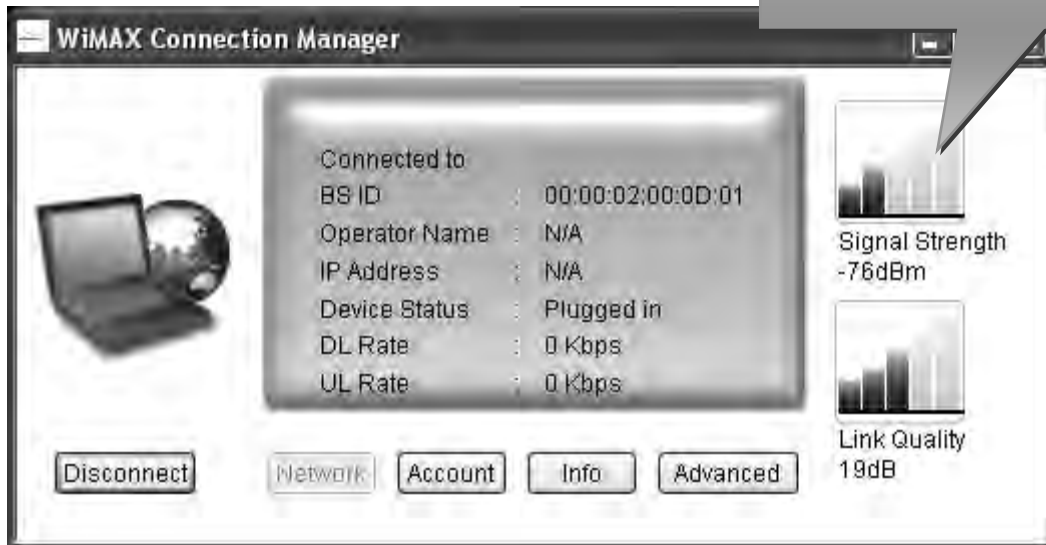 WiMAX Connection Manager
Connected to
BS ID : 00:00:02:00:0D:01
Operator Name : N/A
IP Address : N/A
Device Status : Plugged in
DL Rate : 0 Kbps
UL Rate : 0 Kbps
Signal Strength
-76dBm
Link Quality
19dB
Disconnect Network Account Info Advanced